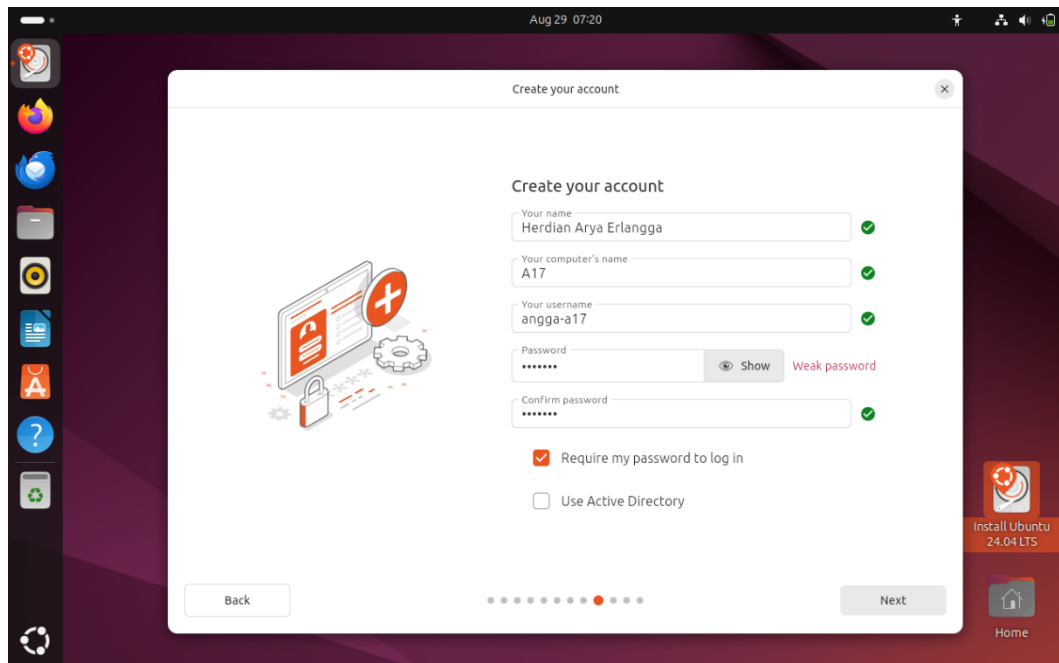 Aug 29 07:20
Create your account
Create your account
Your name
Herdian Arya Erlangga
Your computer's name
A17
Your username
angga-a17
Password
•••••••
Show
Weak password
Confirm password
•••••••
Require my password to log in
Use Active Directory
Back
Next
Install Ubuntu
24.04 LTS
Home